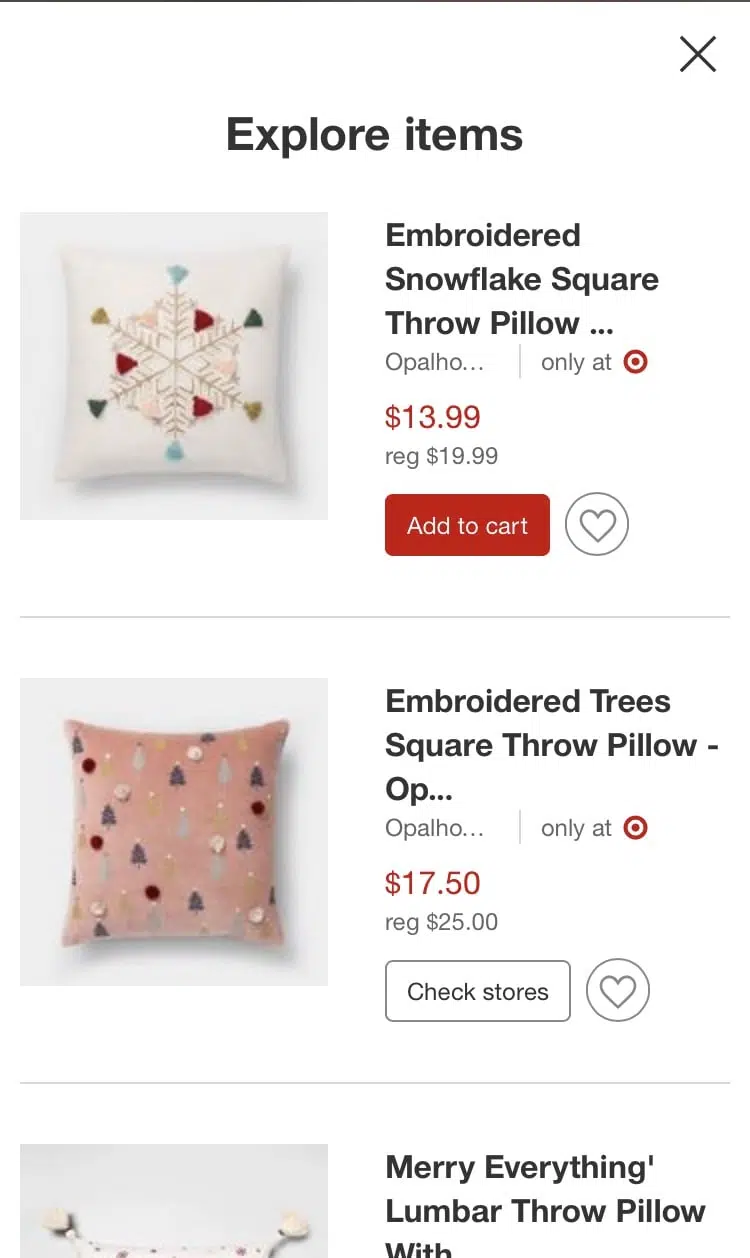 Explore items
Embroidered
Snowflake Square
Throw Pillow ...
Opalho... only at
$13.99
reg $19.99
Add to cart
Embroidered Trees
Square Throw Pillow -
Op...
Opalho... only at
$17.50
reg $25.00
Check stores
Merry Everything'
Lumbar Throw Pillow
With